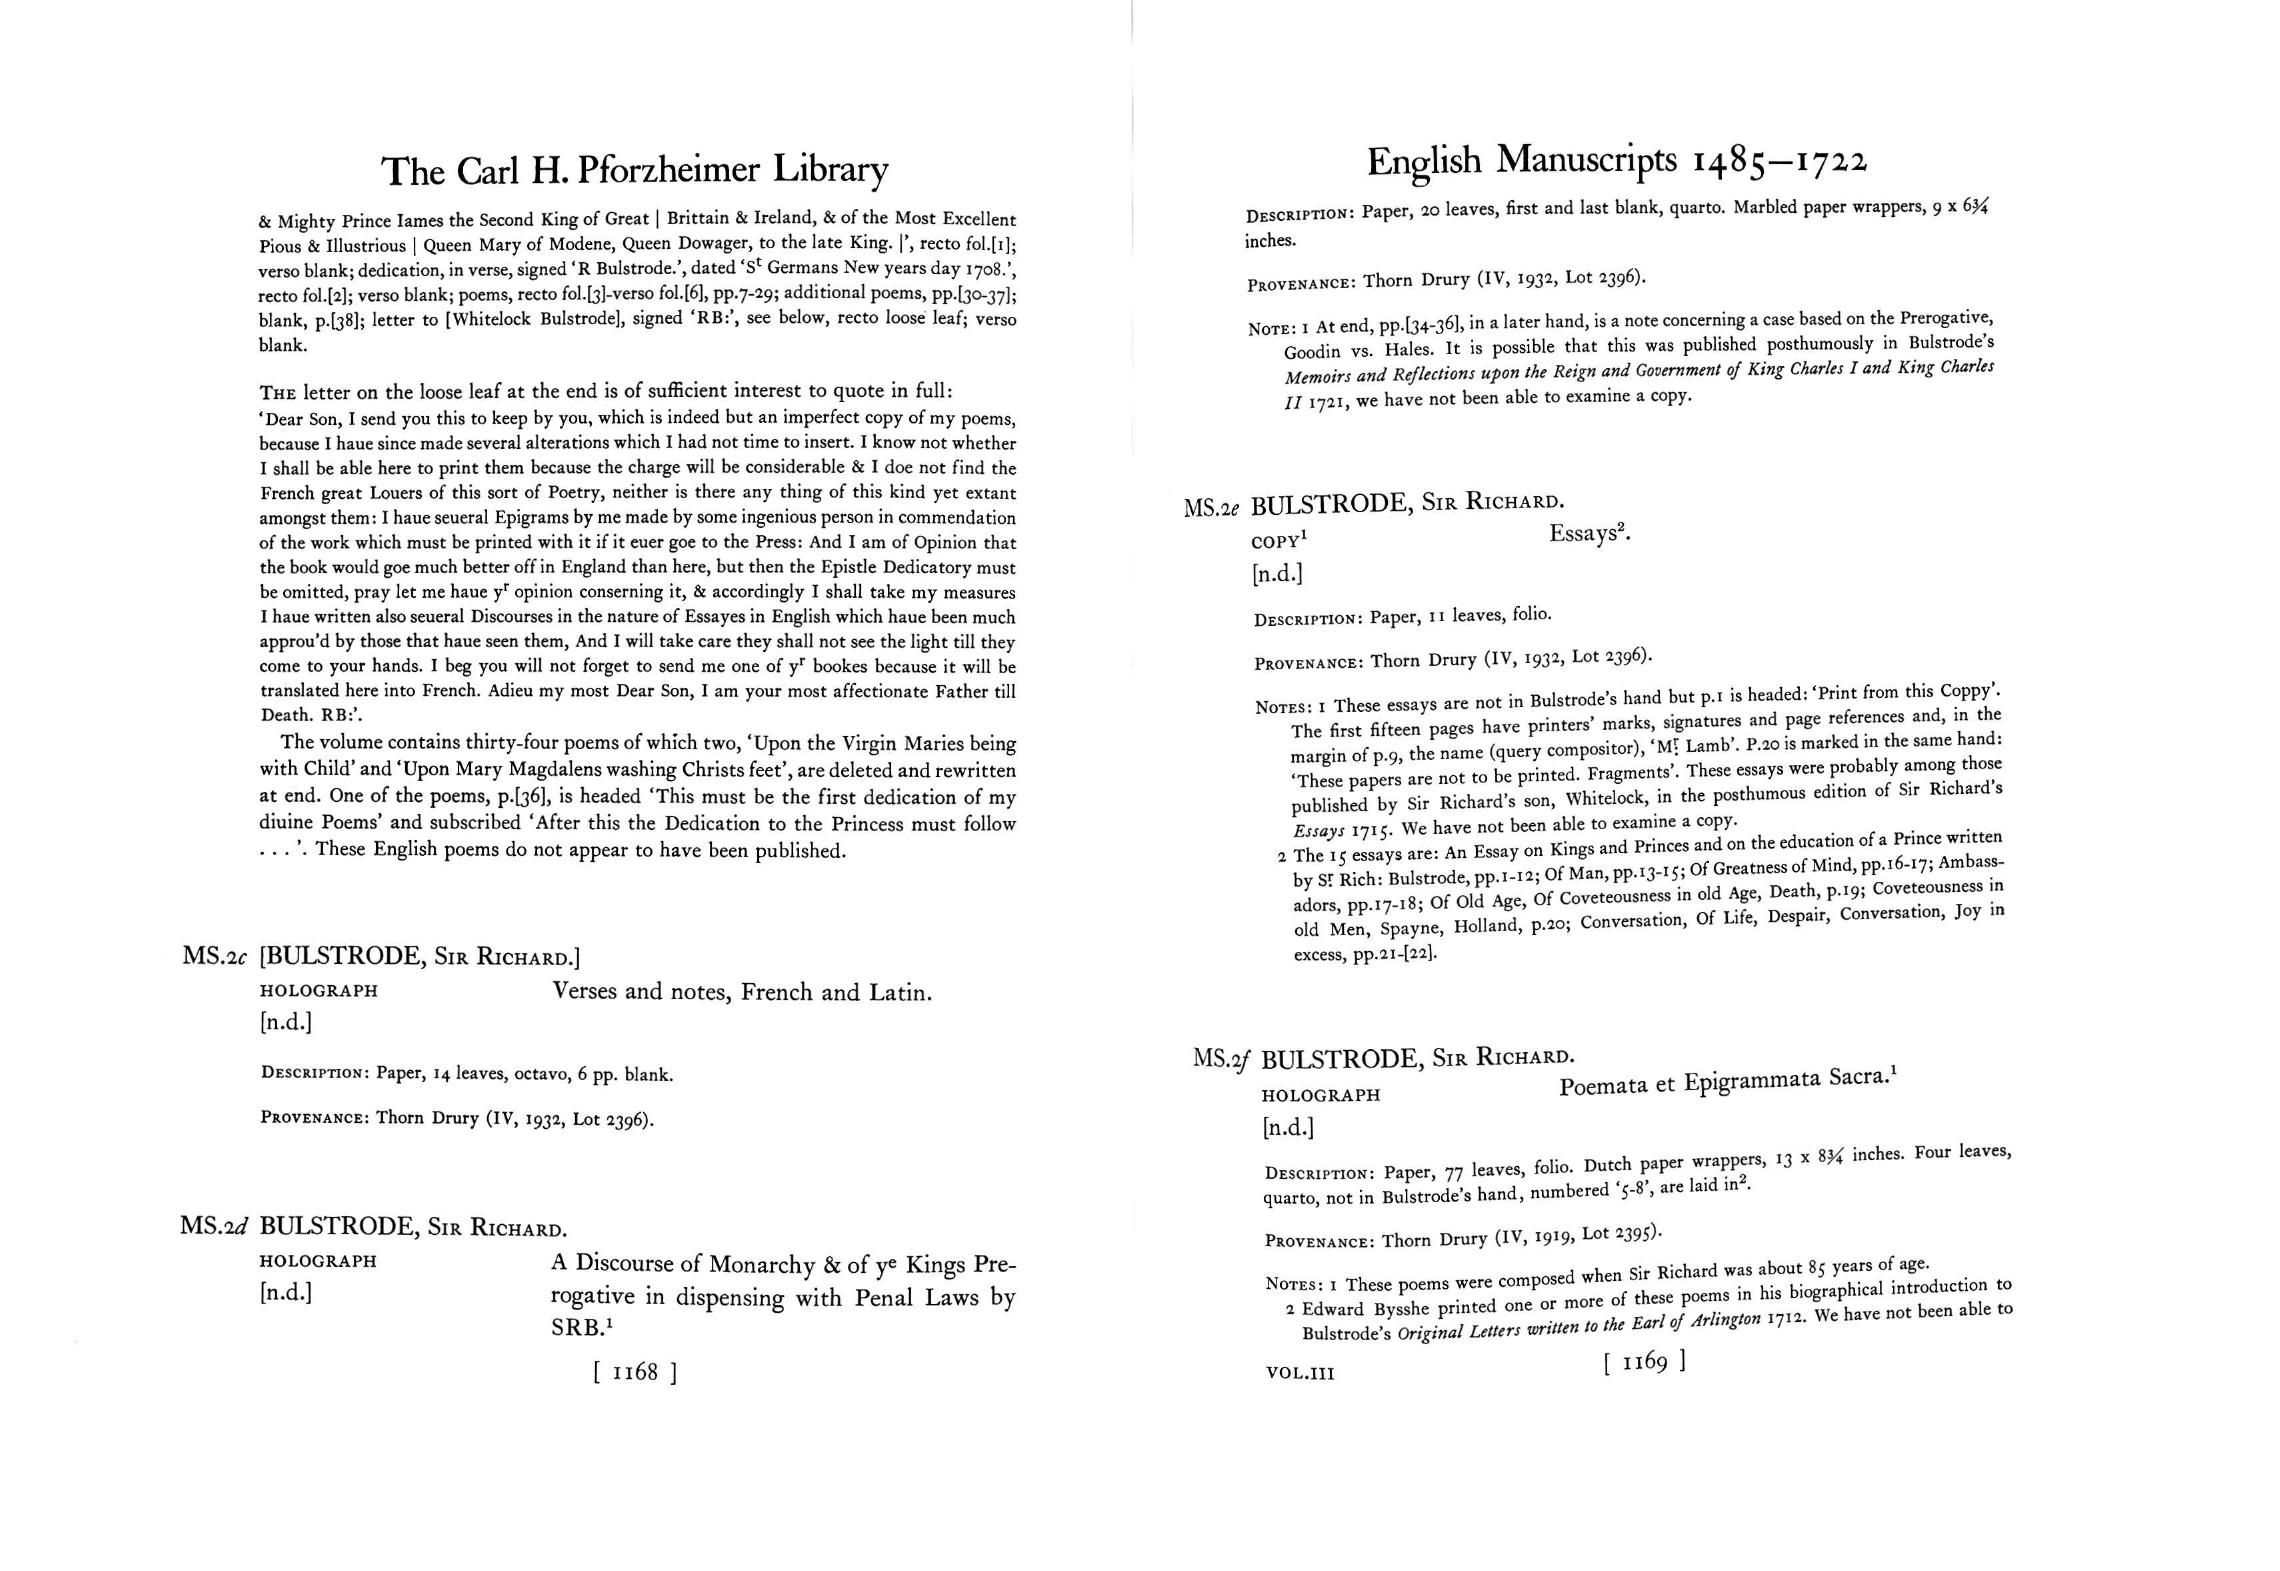 The Carl H. Pforzheimer Library
& Mighty Prince Iames the Second King of Great | Brittain & Ireland, & of the Most Excellent
Pious & Illustrious | Queen Mary of Modene, Queen Dowager, to the late King. |’, recto fol.[1];
verso blank; dedication, in verse, signed ‘R Bulstrode.’, dated ‘Sᵗ Germans New years day 1708.’,
recto fol.[2]; verso blank; poems, recto fol.[3]-verso fol.[6], pp.7-29; additional poems, pp.[30-37];
blank, p.[38]; letter to [Whitelock Bulstrode], signed ‘RB:’, see below, recto loose leaf; verso
blank.
THE letter on the loose leaf at the end is of sufficient interest to quote in full:
‘Dear Son, I send you this to keep by you, which is indeed but an imperfect copy of my poems,
because I haue since made several alterations which I had not time to insert. I know not whether
I shall be able here to print them because the charge will be considerable & I doe not find the
French great Louers of this sort of Poetry, neither is there any thing of this kind yet extant
amongst them: I haue seueral Epigrams by me made by some ingenious person in commendation
of the work which must be printed with it if it euer goe to the Press: And I am of Opinion that
the book would goe much better off in England than here, but then the Epistle Dedicatory must
be omitted, pray let me haue yʳ opinion conserning it, & accordingly I shall take my measures
I haue written also seueral Discourses in the nature of Essayes in English which haue been much
approu’d by those that haue seen them, And I will take care they shall not see the light till they
come to your hands. I beg you will not forget to send me one of yʳ bookes because it will be
translated here into French. Adieu my most Dear Son, I am your most affectionate Father till
Death. RB:’.
The volume contains thirty-four poems of which two, ‘Upon the Virgin Maries being
with Child’ and ‘Upon Mary Magdalens washing Christs feet’, are deleted and rewritten
at end. One of the poems, p.[36], is headed ‘This must be the first dedication of my
diuine Poems’ and subscribed ‘After this the Dedication to the Princess must follow
. . . ’. These English poems do not appear to have been published.
MS.2c [BULSTRODE, SIR RICHARD.]
HOLOGRAPH Verses and notes, French and Latin.
[n.d.]
DESCRIPTION: Paper, 14 leaves, octavo, 6 pp. blank.
PROVENANCE: Thorn Drury (IV, 1932, Lot 2396).
MS.2d BULSTRODE, SIR RICHARD.
HOLOGRAPH A Discourse of Monarchy & of yᵉ Kings Pre-
[n.d.] rogative in dispensing with Penal Laws by
SRB.¹
[ 1168 ]
English Manuscripts 1485—1722
DESCRIPTION: Paper, 20 leaves, first and last blank, quarto. Marbled paper wrappers, 9 x 6¾
inches.
PROVENANCE: Thorn Drury (IV, 1932, Lot 2396).
NOTE: 1 At end, pp.[34-36], in a later hand, is a note concerning a case based on the Prerogative,
Goodin vs. Hales. It is possible that this was published posthumously in Bulstrode’s
Memoirs and Reflections upon the Reign and Government of King Charles I and King Charles
II 1721, we have not been able to examine a copy.
MS.2e BULSTRODE, SIR RICHARD.
COPY¹ Essays².
[n.d.]
DESCRIPTION: Paper, 11 leaves, folio.
PROVENANCE: Thorn Drury (IV, 1932, Lot 2396).
NOTES: 1 These essays are not in Bulstrode’s hand but p.1 is headed: ‘Print from this Coppy’.
The first fifteen pages have printers’ marks, signatures and page references and, in the
margin of p.9, the name (query compositor), ‘Mʳ Lamb’. P.20 is marked in the same hand:
‘These papers are not to be printed. Fragments’. These essays were probably among those
published by Sir Richard’s son, Whitelock, in the posthumous edition of Sir Richard’s
Essays 1715. We have not been able to examine a copy.
2 The 15 essays are: An Essay on Kings and Princes and on the education of a Prince written
by Sʳ Rich: Bulstrode, pp.1-12; Of Man, pp.13-15; Of Greatness of Mind, pp.16-17; Ambass-
adors, pp.17-18; Of Old Age, Of Coveteousness in old Age, Death, p.19; Coveteousness in
old Men, Spayne, Holland, p.20; Conversation, Of Life, Despair, Conversation, Joy in
excess, pp.21-[22].
MS.2f BULSTRODE, SIR RICHARD.
HOLOGRAPH Poemata et Epigrammata Sacra.¹
[n.d.]
DESCRIPTION: Paper, 77 leaves, folio. Dutch paper wrappers, 13 x 8¾ inches. Four leaves,
quarto, not in Bulstrode’s hand, numbered ‘5-8’, are laid in².
PROVENANCE: Thorn Drury (IV, 1919, Lot 2395).
NOTES: 1 These poems were composed when Sir Richard was about 85 years of age.
2 Edward Bysshe printed one or more of these poems in his biographical introduction to
Bulstrode’s Original Letters written to the Earl of Arlington 1712. We have not been able to
VOL.III [ 1169 ]